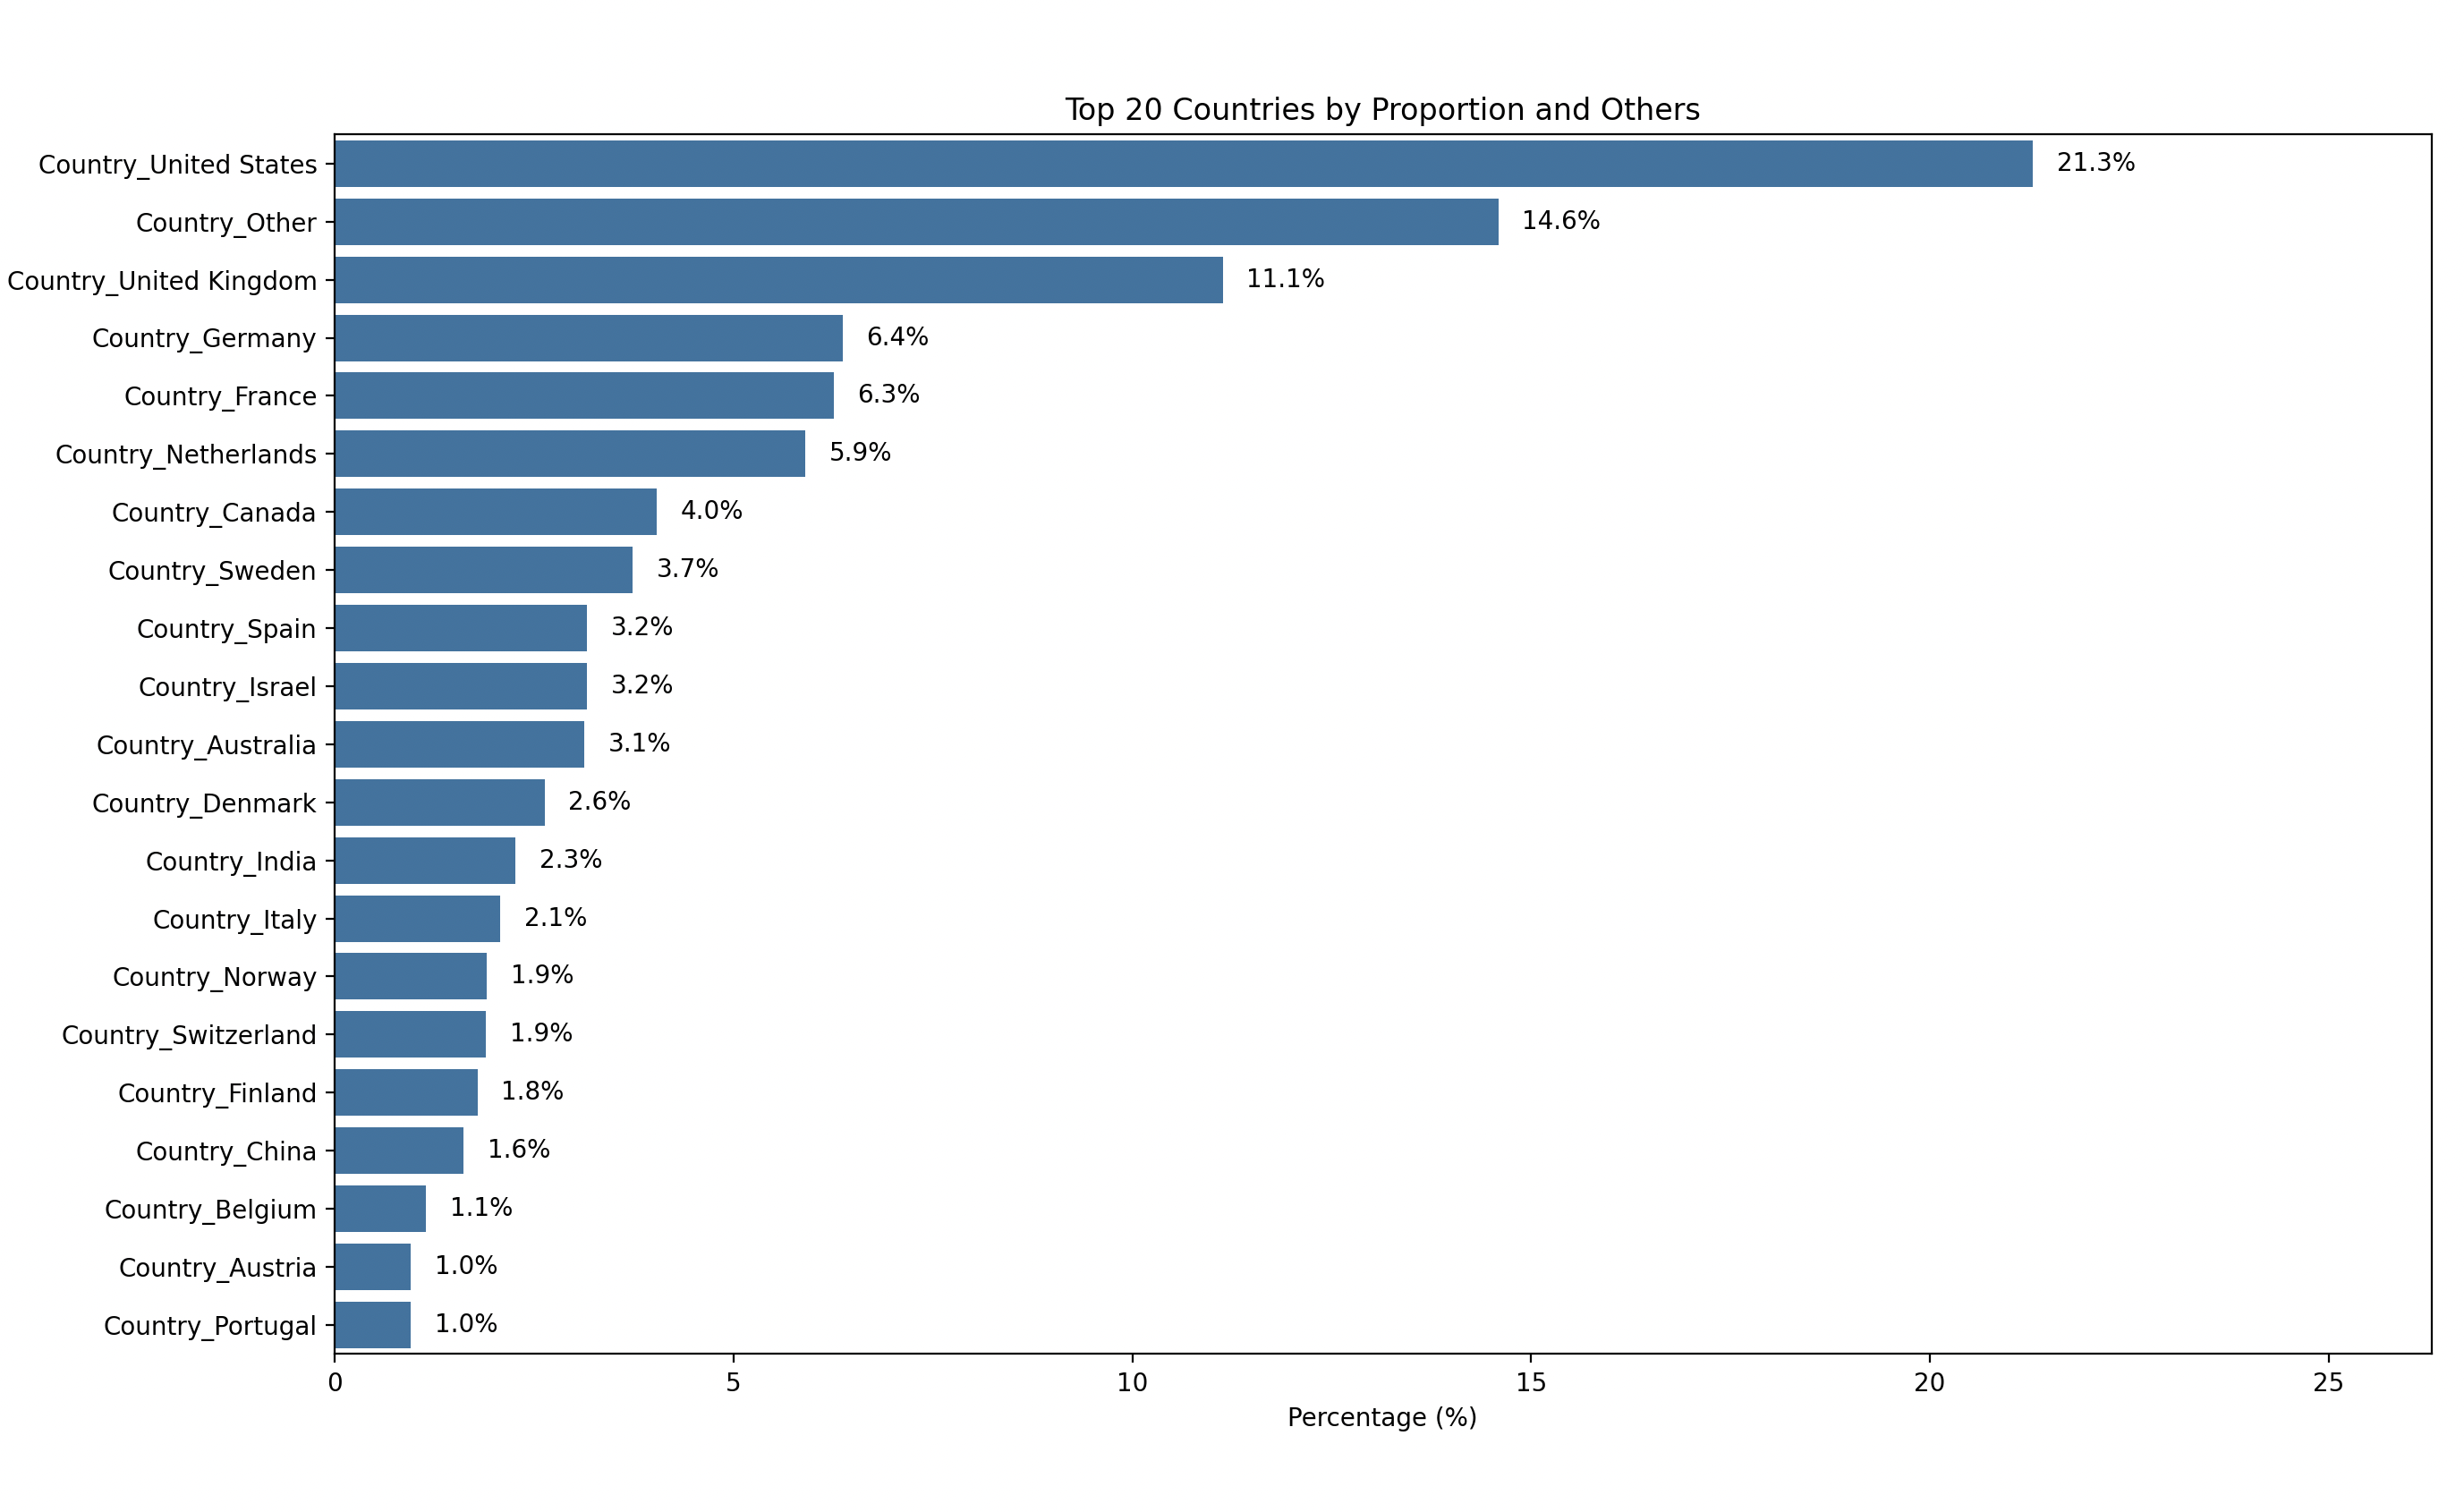 Top 20 Countries by Proportion and Others
Country_United States 21.3%
Country_Other 14.6%
Country_United Kingdom 11.1%
Country_Germany 6.4%
Country_France 6.3%
Country_Netherlands 5.9%
Country_Canada 4.0%
Country_Sweden 3.7%
Country_Spain 3.2%
Country_Israel 3.2%
Country_Australia 3.1%
Country_Denmark 2.6%
Country_India 2.3%
Country_Italy 2.1%
Country_Norway 1.9%
Country_Switzerland 1.9%
Country_Finland 1.8%
Country_China 1.6%
Country_Belgium 1.1%
Country_Austria 1.0%
Country_Portugal 1.0%
0 5 10 15 20 25
Percentage (%)